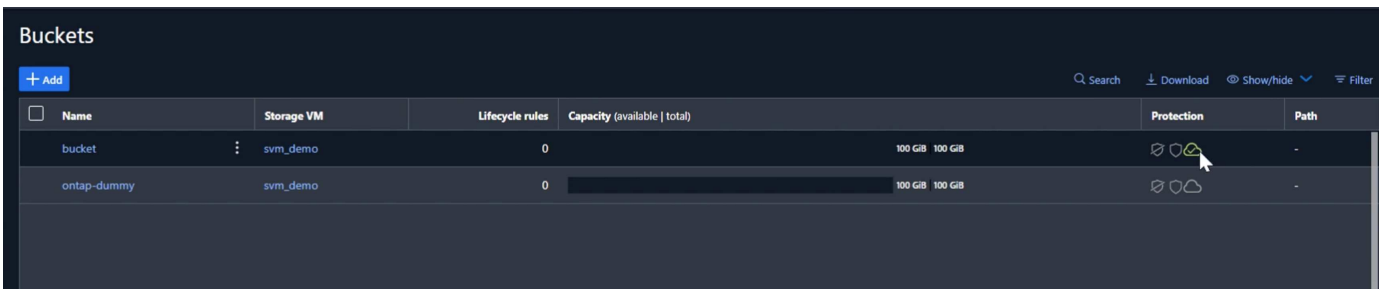 Buckets
+ Add
Search Download Show/hide Filter
Name Storage VM Lifecycle rules Capacity (available | total) Protection Path
bucket svm_demo 0 100 GiB 100 GiB -
ontap-dummy svm_demo 0 100 GiB 100 GiB -